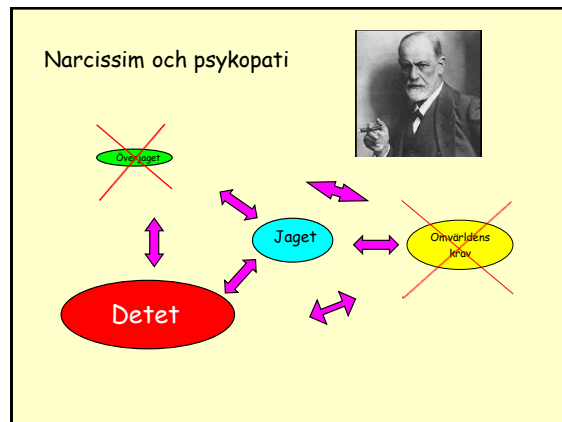 Narcissim och psykopati
Överjaget
Jaget
Omvärldens
krav
Detet